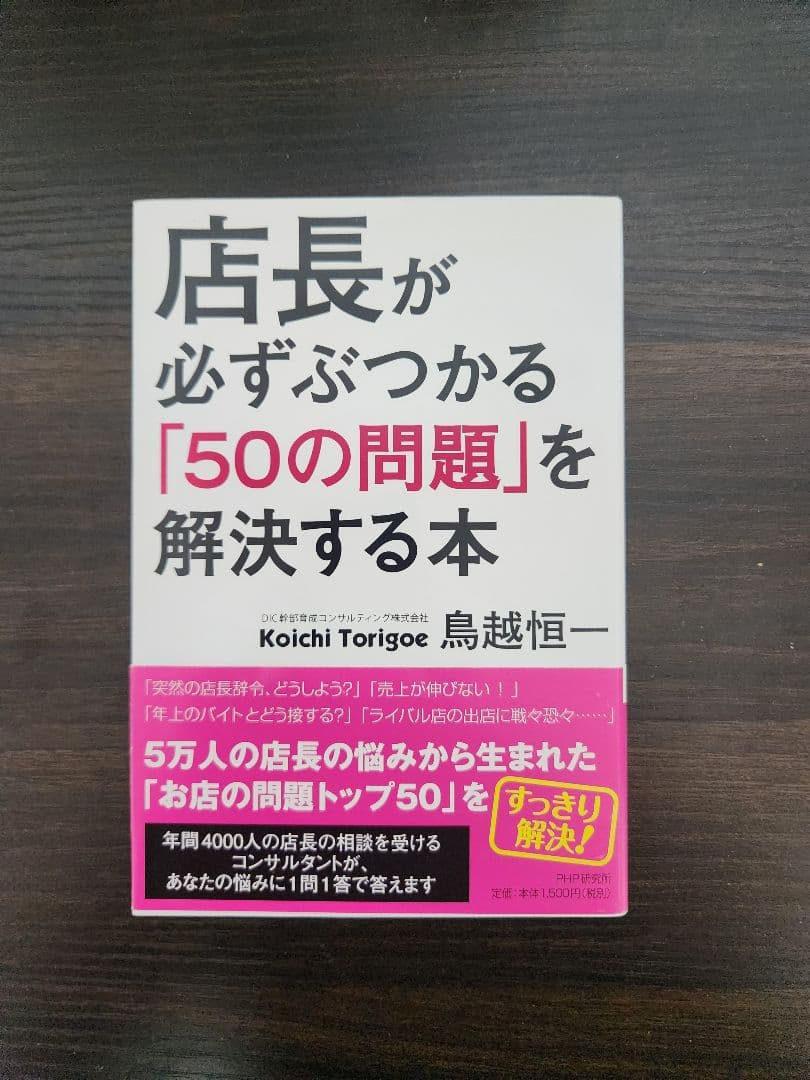 店長が
必ずぶつかる
「50の問題」を
解決する本
DIC幹部育成コンサルティング株式会社
Koichi Torigoe 鳥越恒一
「突然の店長辞令、どうしよう?」「売上が伸びない!」
「年上のバイトとどう接する?」「ライバル店の出店に戦々恐々……」
5万人の店長の悩みから生まれた
「お店の問題トップ50」を
すっきり
解決!
年間4000人の店長の相談を受ける
コンサルタントが、
あなたの悩みに1問1答で答えます
PHP研究所
定価:本体1,500円(税別)